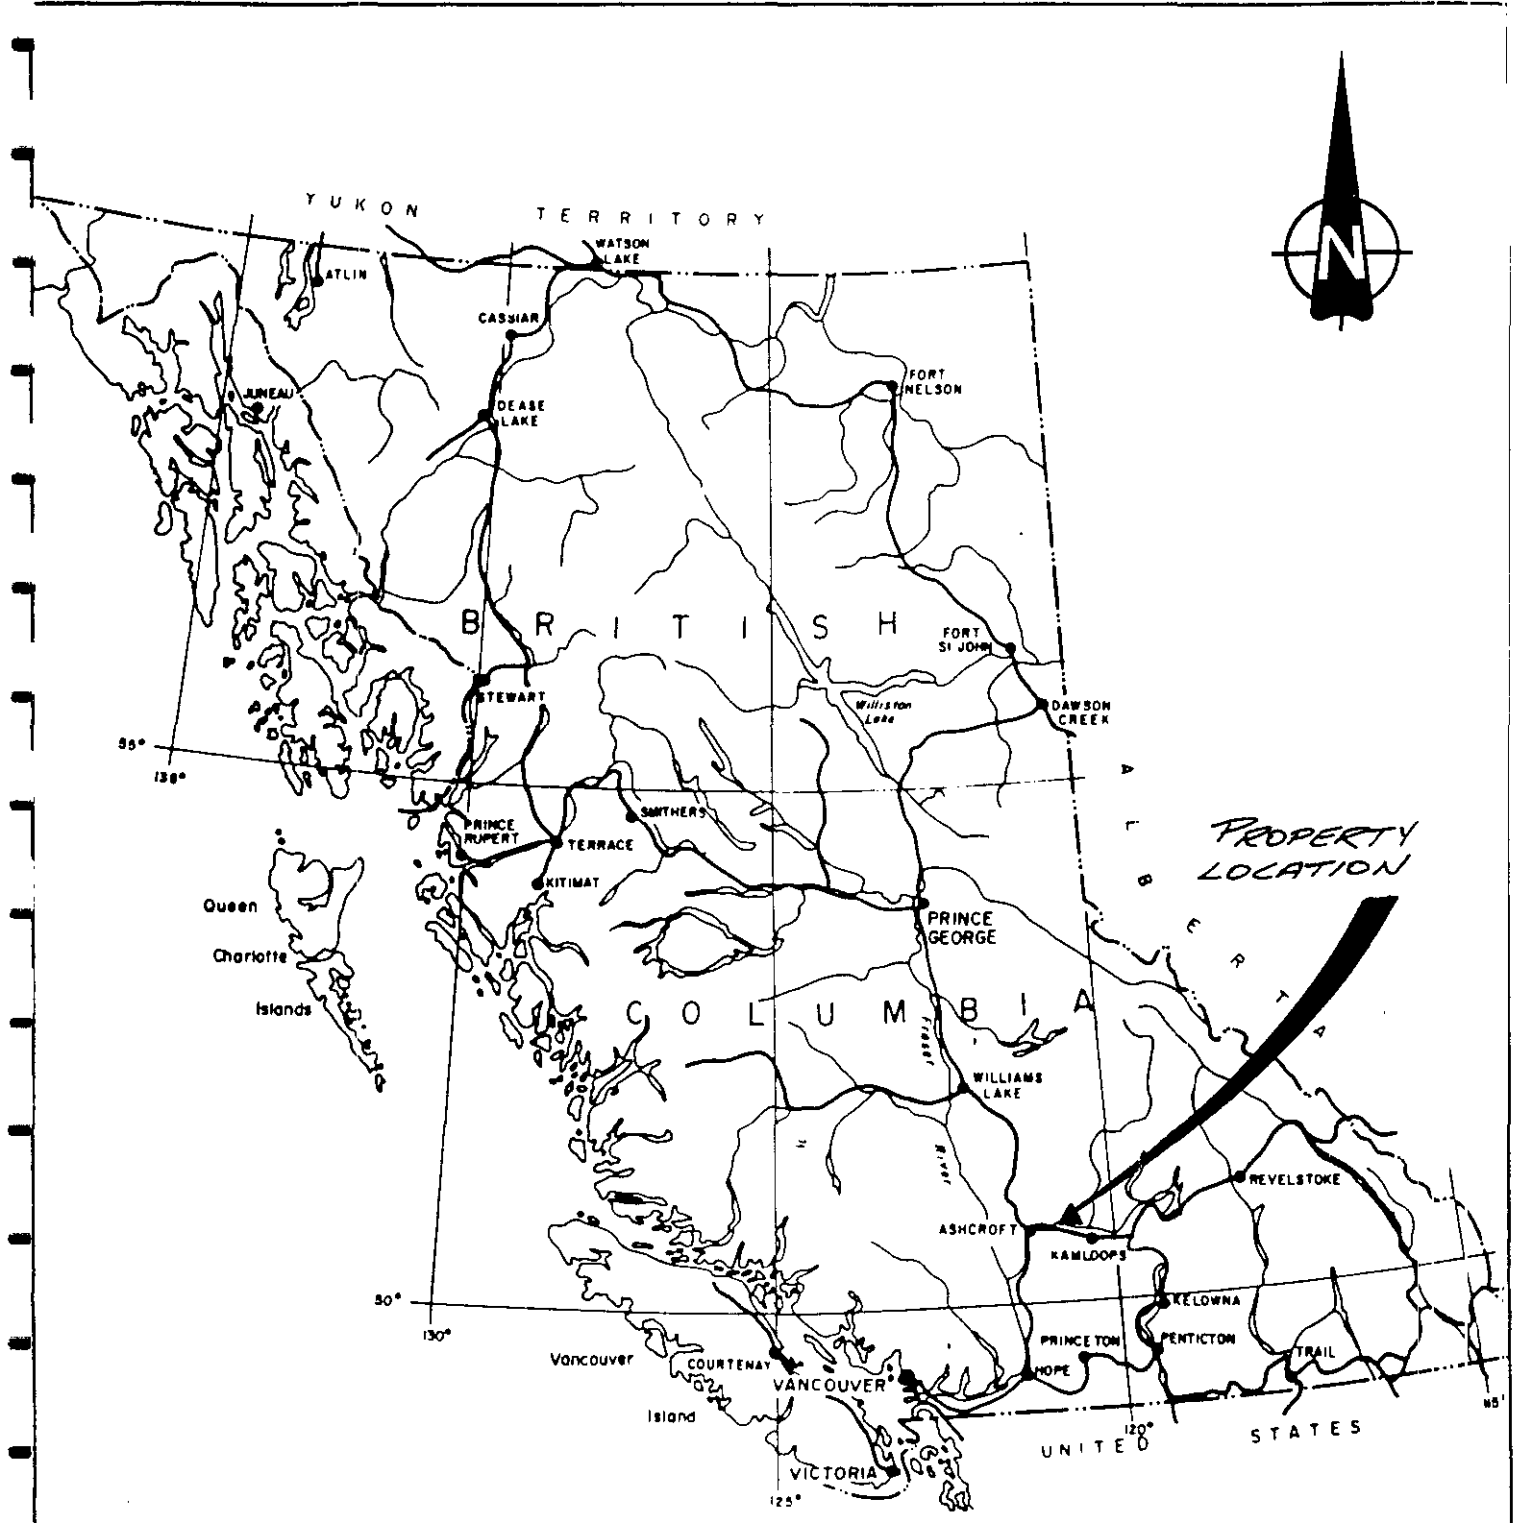 YUKON TERRITORY
N
WATSON
LAKE
ATLIN
CASSIAR
JUNEAU
DEASE
LAKE
FORT
NELSON
BRITISH
FORT
ST JOHN
STEWART
Williston
Lake
DAWSON
CREEK
55°
138°
ALBERTA
PROPERTY
LOCATION
SMITHERS
PRINCE
RUPERT
TERRACE
KITIMAT
Queen
Charlotte
Islands
PRINCE
GEORGE
COLUMBIA
Fraser
River
WILLIAMS
LAKE
REVELSTOKE
ASHCROFT
KAMLOOPS
50°
130°
KELOWNA
PRINCETON
PENTICTON
Vancouver
Island
COURTENAY
VANCOUVER
HOPE
TRAIL
120°
UNITED STATES
VICTORIA
125°